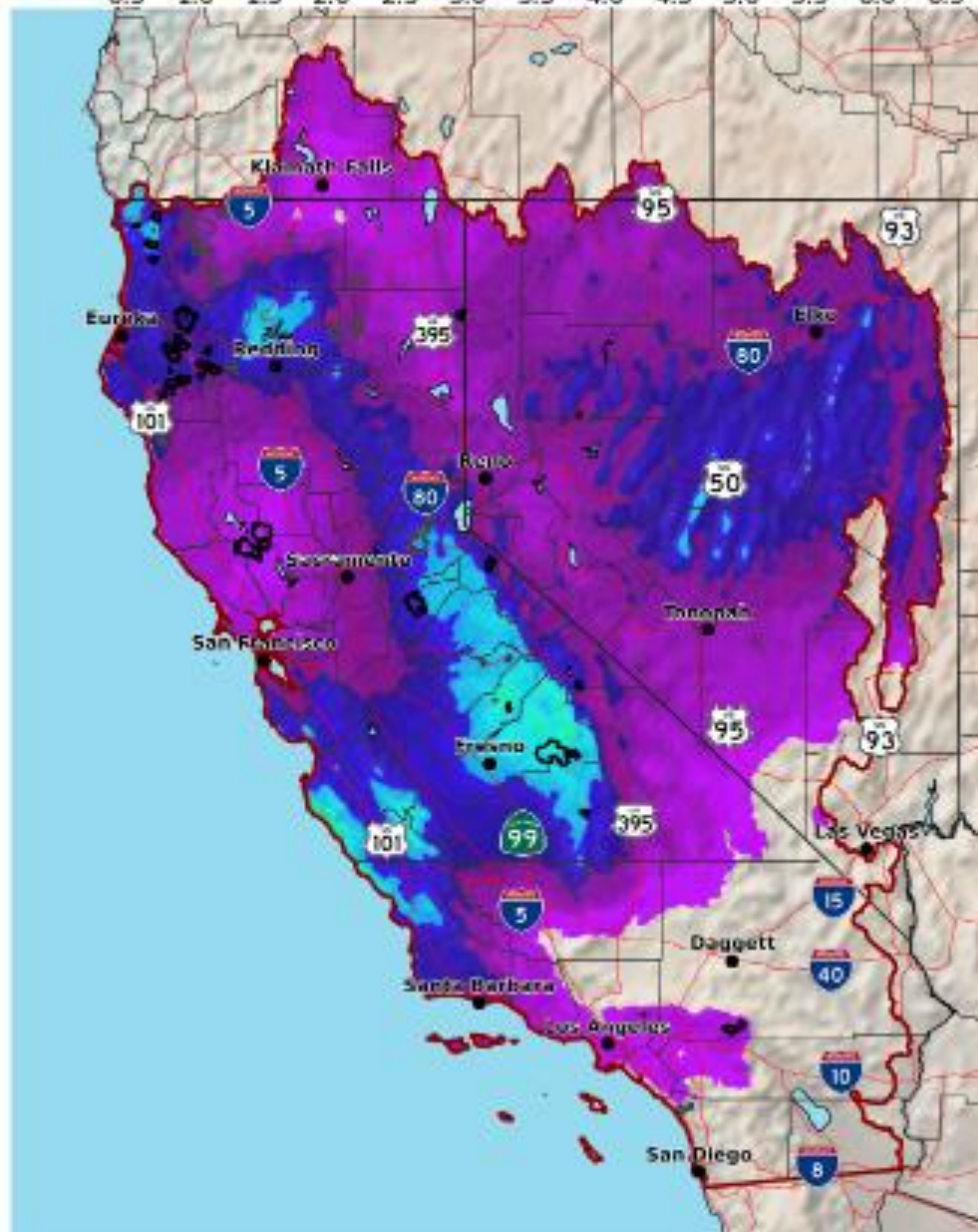 Klamath Falls
5
95
93
Eureka
395
Elko
80
Redding
101
5
Reno
50
80
Sacramento
Tonopah
San Francisco
95
93
Fresno
395
101
99
Las Vegas
5
15
Daggett
40
Santa Barbara
Los Angeles
10
San Diego
8